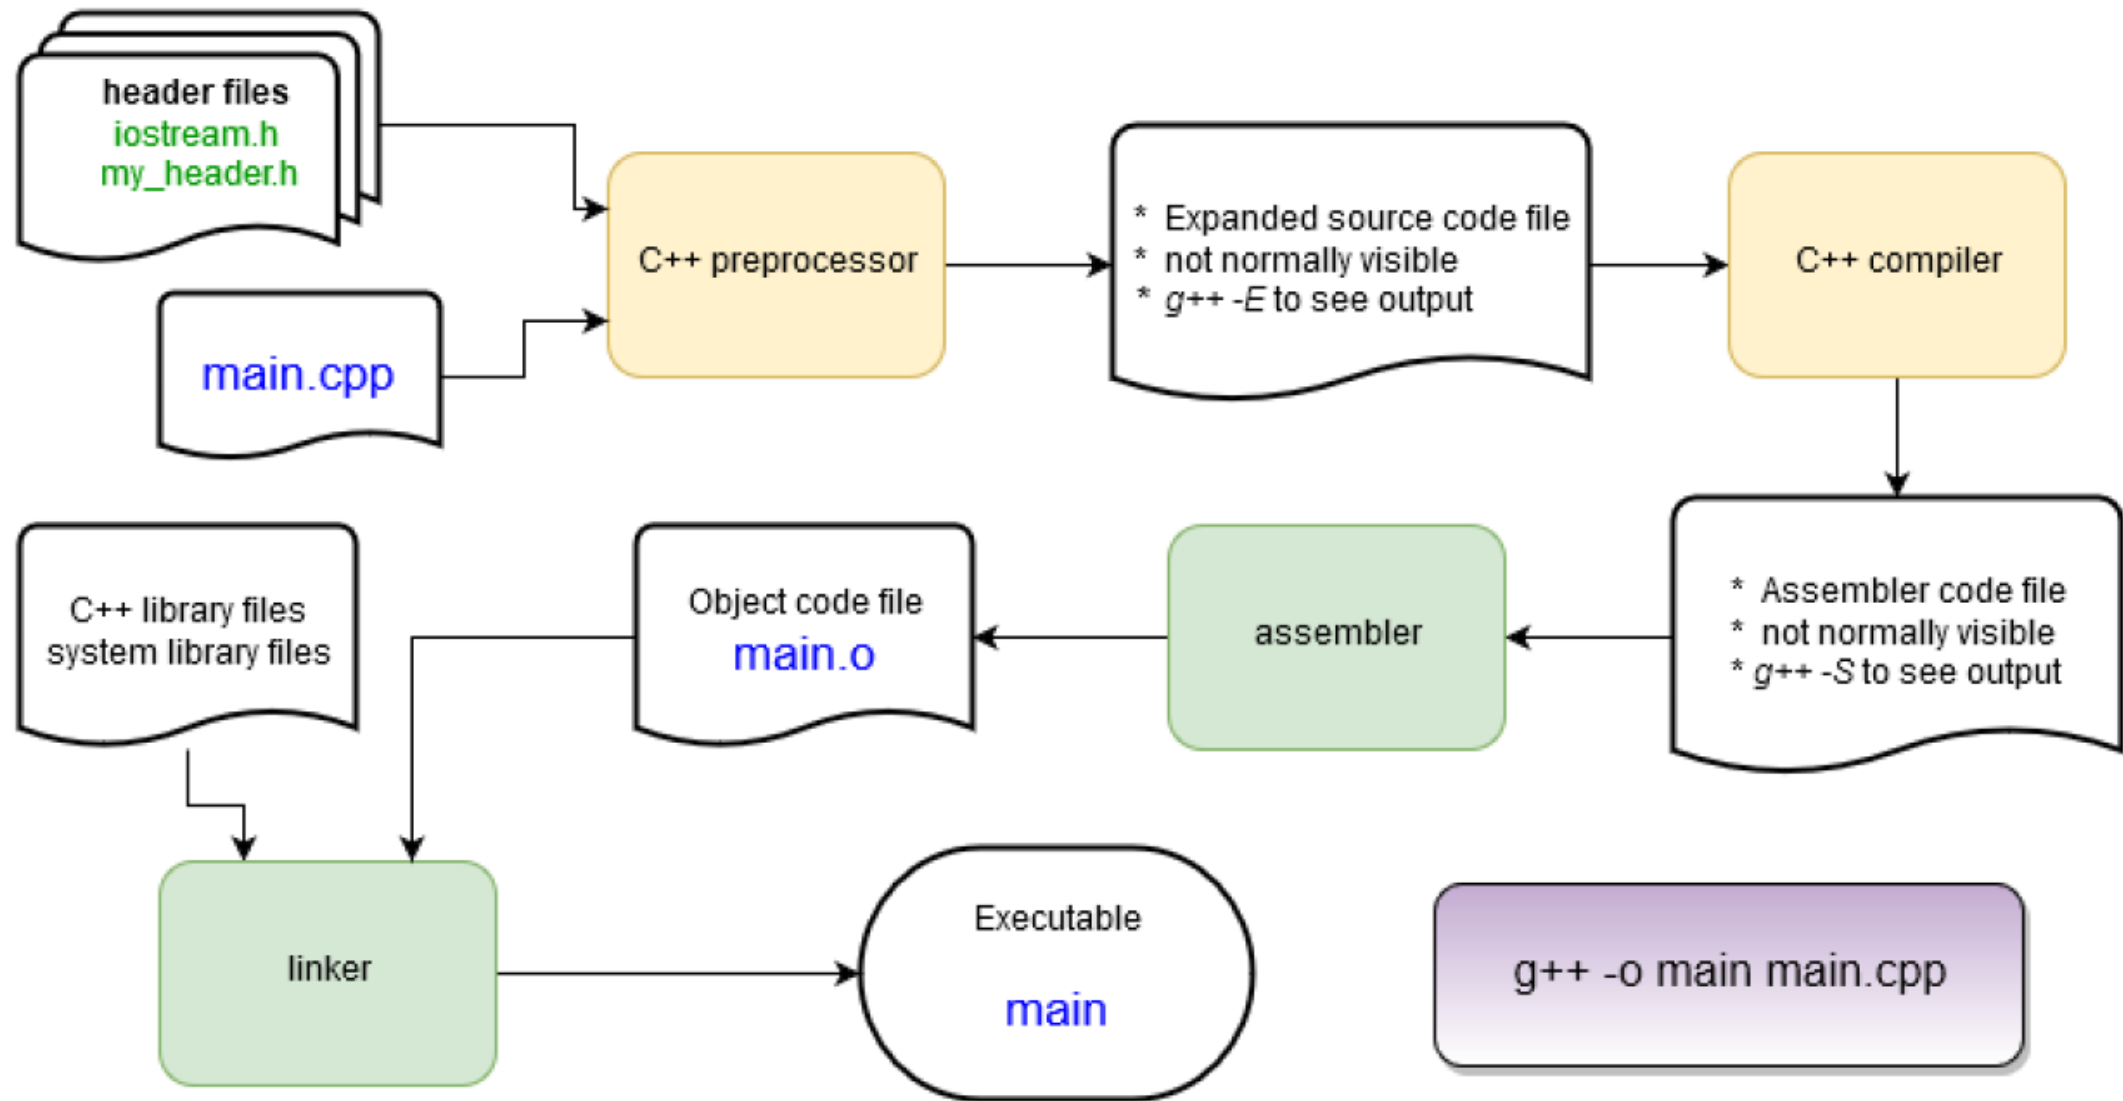 header files
iostream.h
my_header.h
main.cpp
C++ preprocessor
* Expanded source code file
* not normally visible
* g++ -E to see output
C++ compiler
C++ library files
system library files
Object code file
main.o
assembler
* Assembler code file
* not normally visible
* g++ -S to see output
linker
Executable
main
g++ -o main main.cpp